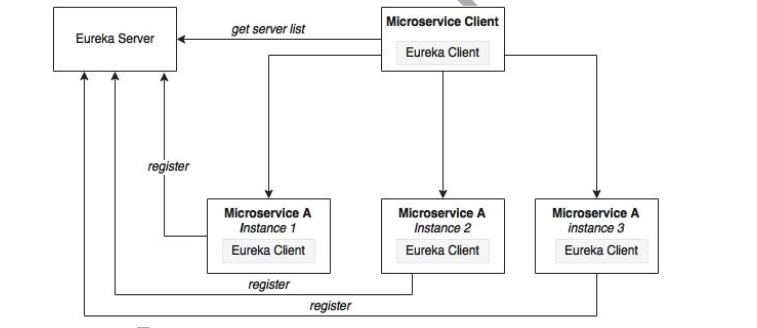 Eureka Server
get server list
Microservice Client
Eureka Client
register
Microservice A
Instance 1
Eureka Client
Microservice A
Instance 2
Eureka Client
Microservice A
instance 3
Eureka Client
register
register